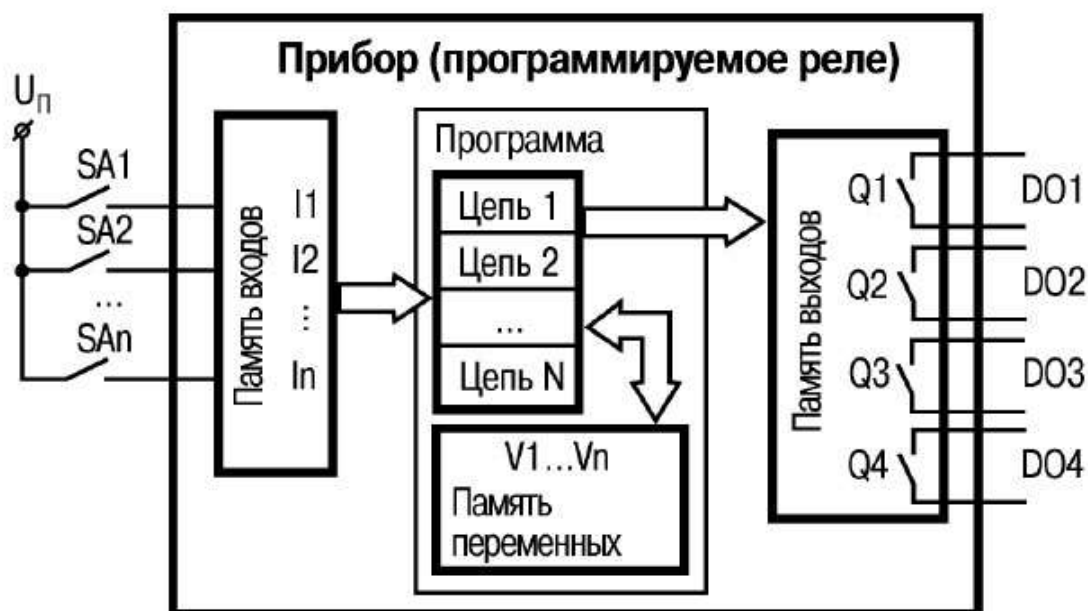 Прибор (программируемое реле)
Uп
SA1
SA2
...
SAn
Память входов
I1
I2
...
In
Программа
Цепь 1
Цепь 2
...
Цепь N
V1...Vn
Память
переменных
Память выходов
Q1
Q2
Q3
Q4
DO1
DO2
DO3
DO4